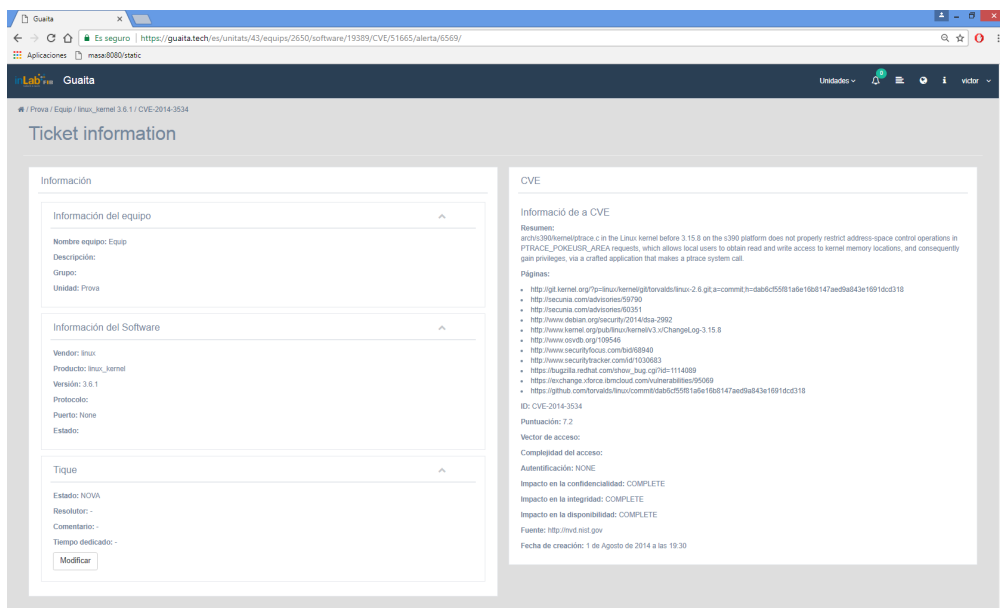 Guaita
Es seguro | https://guaita.tech/es/unitats/43/equips/2650/software/19389/CVE/51665/alerta/6569/
Aplicaciones masa:8080/static
inLab FIB Guaita
Unidades
0
i
victor
/ Prova / Equip / linux_kernel 3.6.1 / CVE-2014-3534
Ticket information
Información
Información del equipo
Nombre equipo: Equip
Descripción:
Grupo:
Unidad: Prova
Información del Software
Vendor: linux
Producto: linux_kernel
Versión: 3.6.1
Protocolo:
Puerto: None
Estado:
Tique
Estado: NOVA
Resolutor: -
Comentario: -
Tiempo dedicado: -
Modificar
CVE
Informació de a CVE
Resumen:
arch/s390/kernel/ptrace.c in the Linux kernel before 3.15.8 on the s390 platform does not properly restrict address-space control operations in
PTRACE_POKEUSR_AREA requests, which allows local users to obtain read and write access to kernel memory locations, and consequently
gain privileges, via a crafted application that makes a ptrace system call.
Páginas:
http://git.kernel.org/?p=linux/kernel/git/torvalds/linux-2.6.git;a=commit;h=dab6cf55f81a6e16b8147aed9a843e1691dcd318
http://secunia.com/advisories/59790
http://secunia.com/advisories/60351
http://www.debian.org/security/2014/dsa-2992
http://www.kernel.org/pub/linux/kernel/v3.x/ChangeLog-3.15.8
http://www.osvdb.org/109546
http://www.securityfocus.com/bid/68940
http://www.securitytracker.com/id/1030683
https://bugzilla.redhat.com/show_bug.cgi?id=1114089
https://exchange.xforce.ibmcloud.com/vulnerabilities/95069
https://github.com/torvalds/linux/commit/dab6cf55f81a6e16b8147aed9a843e1691dcd318
ID: CVE-2014-3534
Puntuación: 7.2
Vector de acceso:
Complejidad del acceso:
Autentificación: NONE
Impacto en la confidencialidad: COMPLETE
Impacto en la integridad: COMPLETE
Impacto en la disponibilidad: COMPLETE
Fuente: http://nvd.nist.gov
Fecha de creación: 1 de Agosto de 2014 a las 19:30